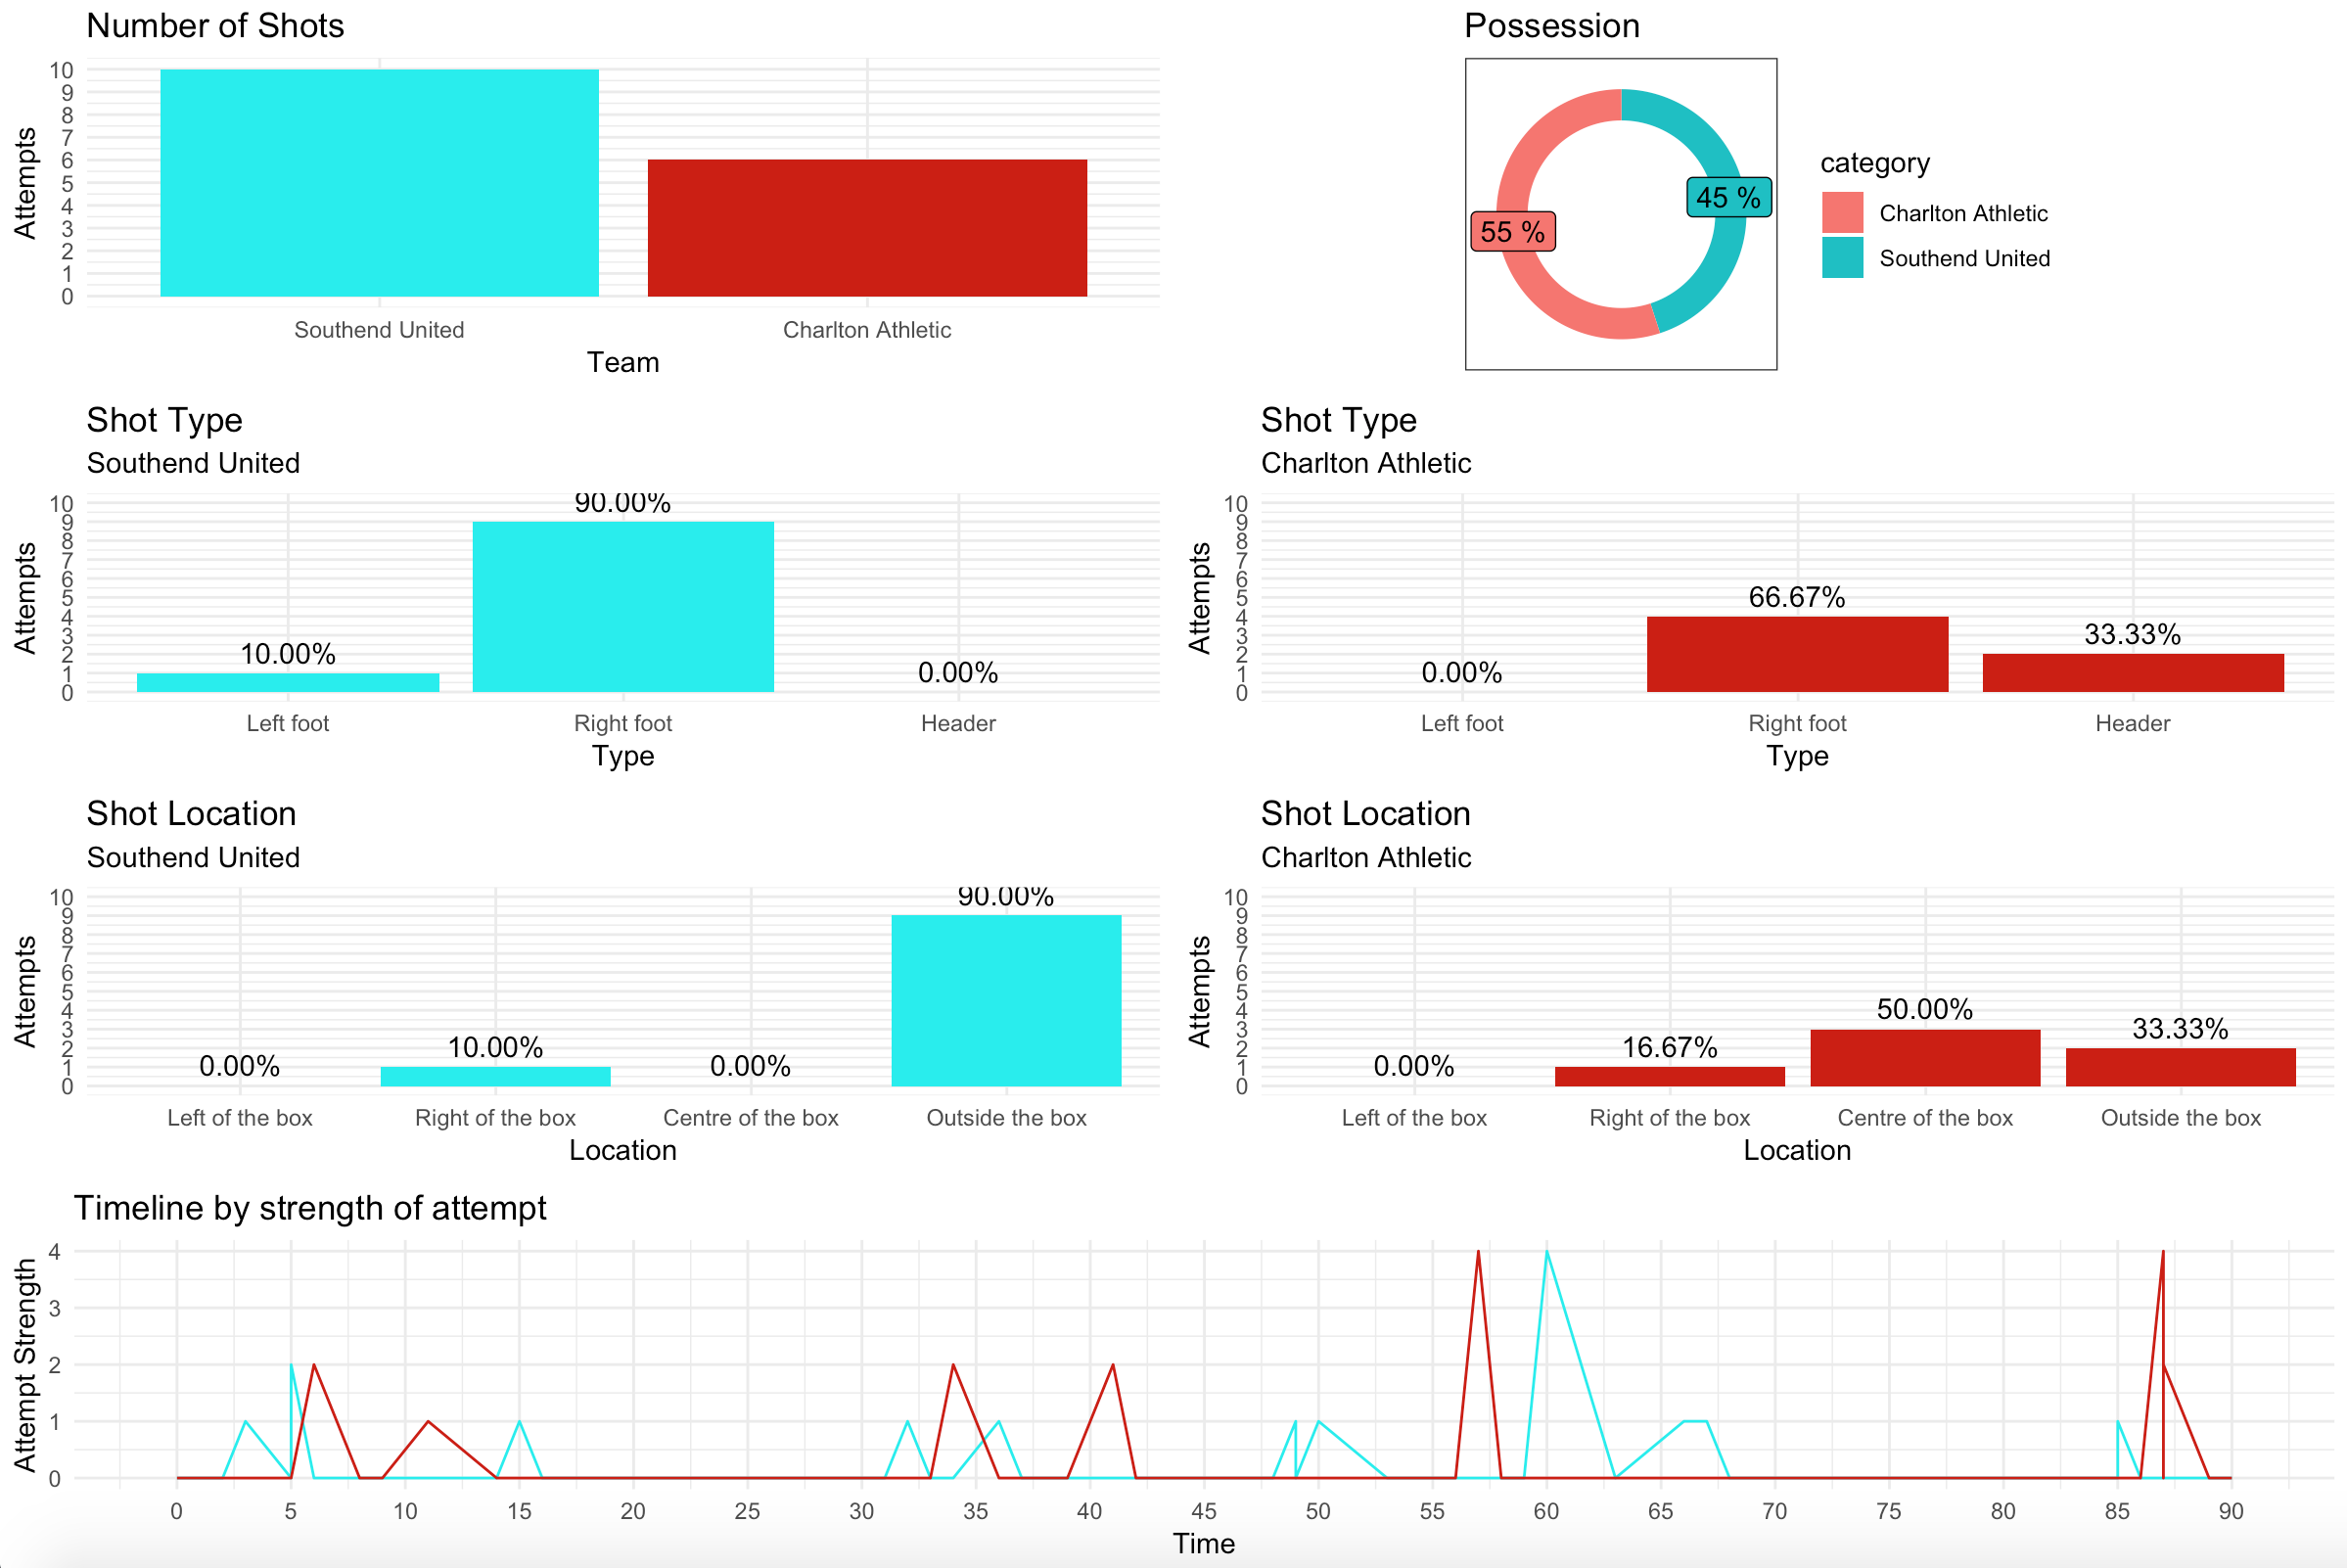 Number of Shots
10
9
8
7
6
5
4
3
2
1
0
Attempts
Southend United
Charlton Athletic
Team
Possession
45 %
55 %
category
Charlton Athletic
Southend United
Shot Type
Southend United
10
9
8
7
6
5
4
3
2
1
0
Attempts
10.00%
90.00%
0.00%
Left foot
Right foot
Header
Type
Shot Type
Charlton Athletic
10
9
8
7
6
5
4
3
2
1
0
Attempts
0.00%
66.67%
33.33%
Left foot
Right foot
Header
Type
Shot Location
Southend United
10
9
8
7
6
5
4
3
2
1
0
Attempts
0.00%
10.00%
0.00%
90.00%
Left of the box
Right of the box
Centre of the box
Outside the box
Location
Shot Location
Charlton Athletic
10
9
8
7
6
5
4
3
2
1
0
Attempts
0.00%
16.67%
50.00%
33.33%
Left of the box
Right of the box
Centre of the box
Outside the box
Location
Timeline by strength of attempt
4
3
2
1
0
Attempt Strength
0 5 10 15 20 25 30 35 40 45 50 55 60 65 70 75 80 85 90
Time